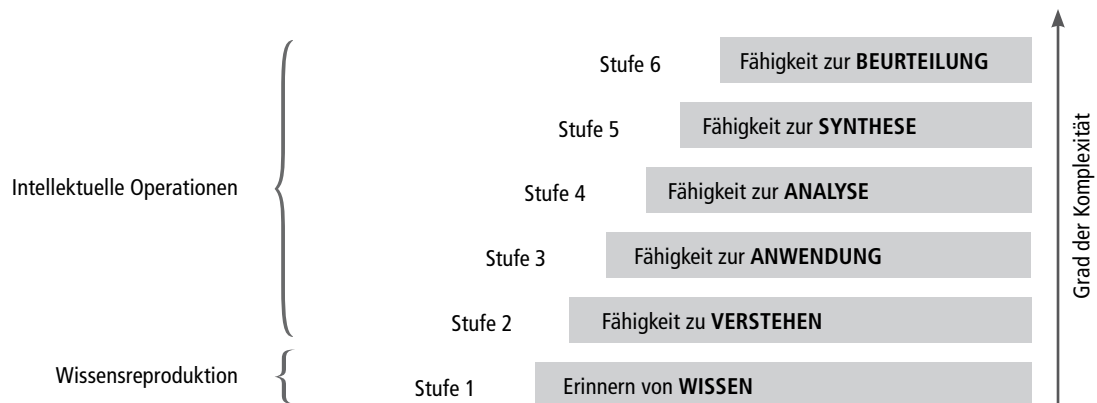 Stufe 6 Fähigkeit zur BEURTEILUNG
Stufe 5 Fähigkeit zur SYNTHESE
Intellektuelle Operationen
Stufe 4 Fähigkeit zur ANALYSE
Stufe 3 Fähigkeit zur ANWENDUNG
Stufe 2 Fähigkeit zu VERSTEHEN
Wissensreproduktion
Stufe 1 Erinnern von WISSEN
Grad der Komplexität